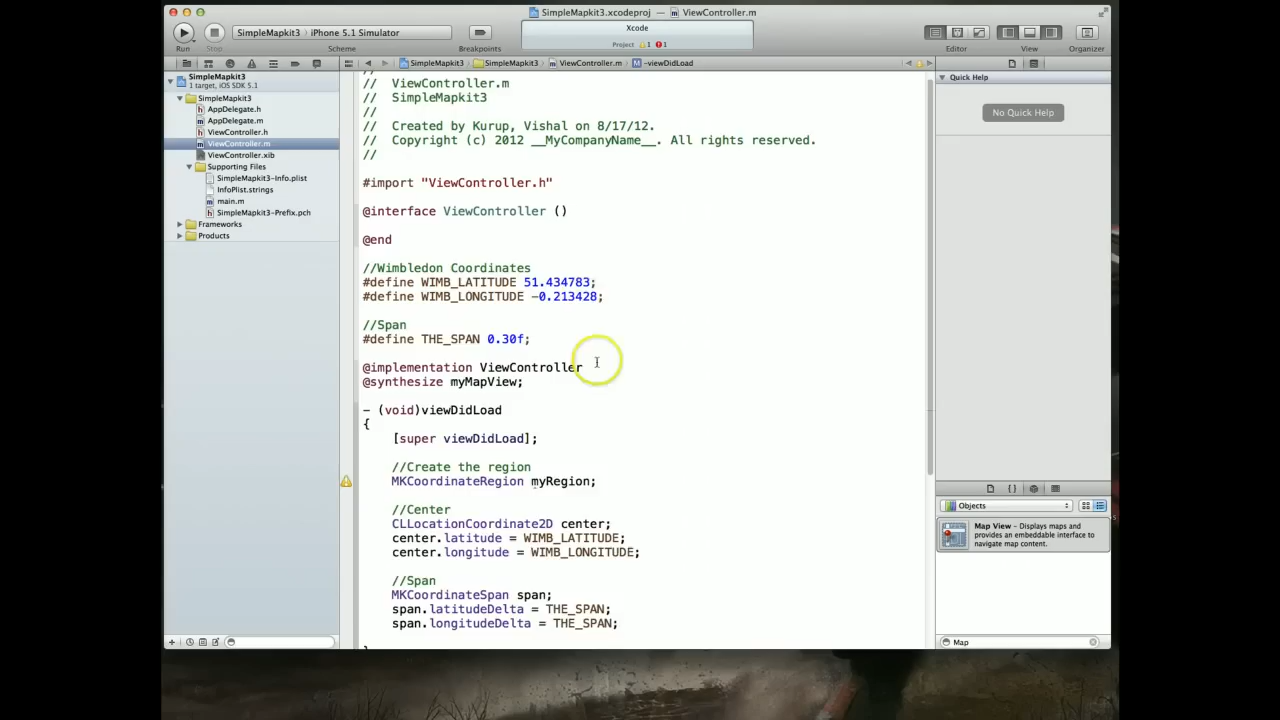 SimpleMapkit3.xcodeproj — ViewController.m
SimpleMapkit3 iPhone 5.1 Simulator
Xcode
Project 1 1
Run Stop Scheme Breakpoints Editor View Organizer
SimpleMapkit3 SimpleMapkit3 ViewController.m -viewDidLoad
SimpleMapkit3
1 target, iOS SDK 5.1
SimpleMapkit3
AppDelegate.h
AppDelegate.m
ViewController.h
ViewController.m
ViewController.xib
Supporting Files
SimpleMapkit3-Info.plist
InfoPlist.strings
main.m
SimpleMapkit3-Prefix.pch
Frameworks
Products
//
// ViewController.m
// SimpleMapkit3
//
// Created by Kurup, Vishal on 8/17/12.
// Copyright (c) 2012 __MyCompanyName__. All rights reserved.
//
#import "ViewController.h"
@interface ViewController ()
@end
//Wimbledon Coordinates
#define WIMB_LATITUDE 51.434783;
#define WIMB_LONGITUDE -0.213428;
//Span
#define THE_SPAN 0.30f;
@implementation ViewController
@synthesize myMapView;
- (void)viewDidLoad
{
[super viewDidLoad];
//Create the region
MKCoordinateRegion myRegion;
//Center
CLLocationCoordinate2D center;
center.latitude = WIMB_LATITUDE;
center.longitude = WIMB_LONGITUDE;
//Span
MKCoordinateSpan span;
span.latitudeDelta = THE_SPAN;
span.longitudeDelta = THE_SPAN;
Quick Help
No Quick Help
{ }
Objects
Map View - Displays maps and
provides an embeddable interface to
navigate map content.
Map